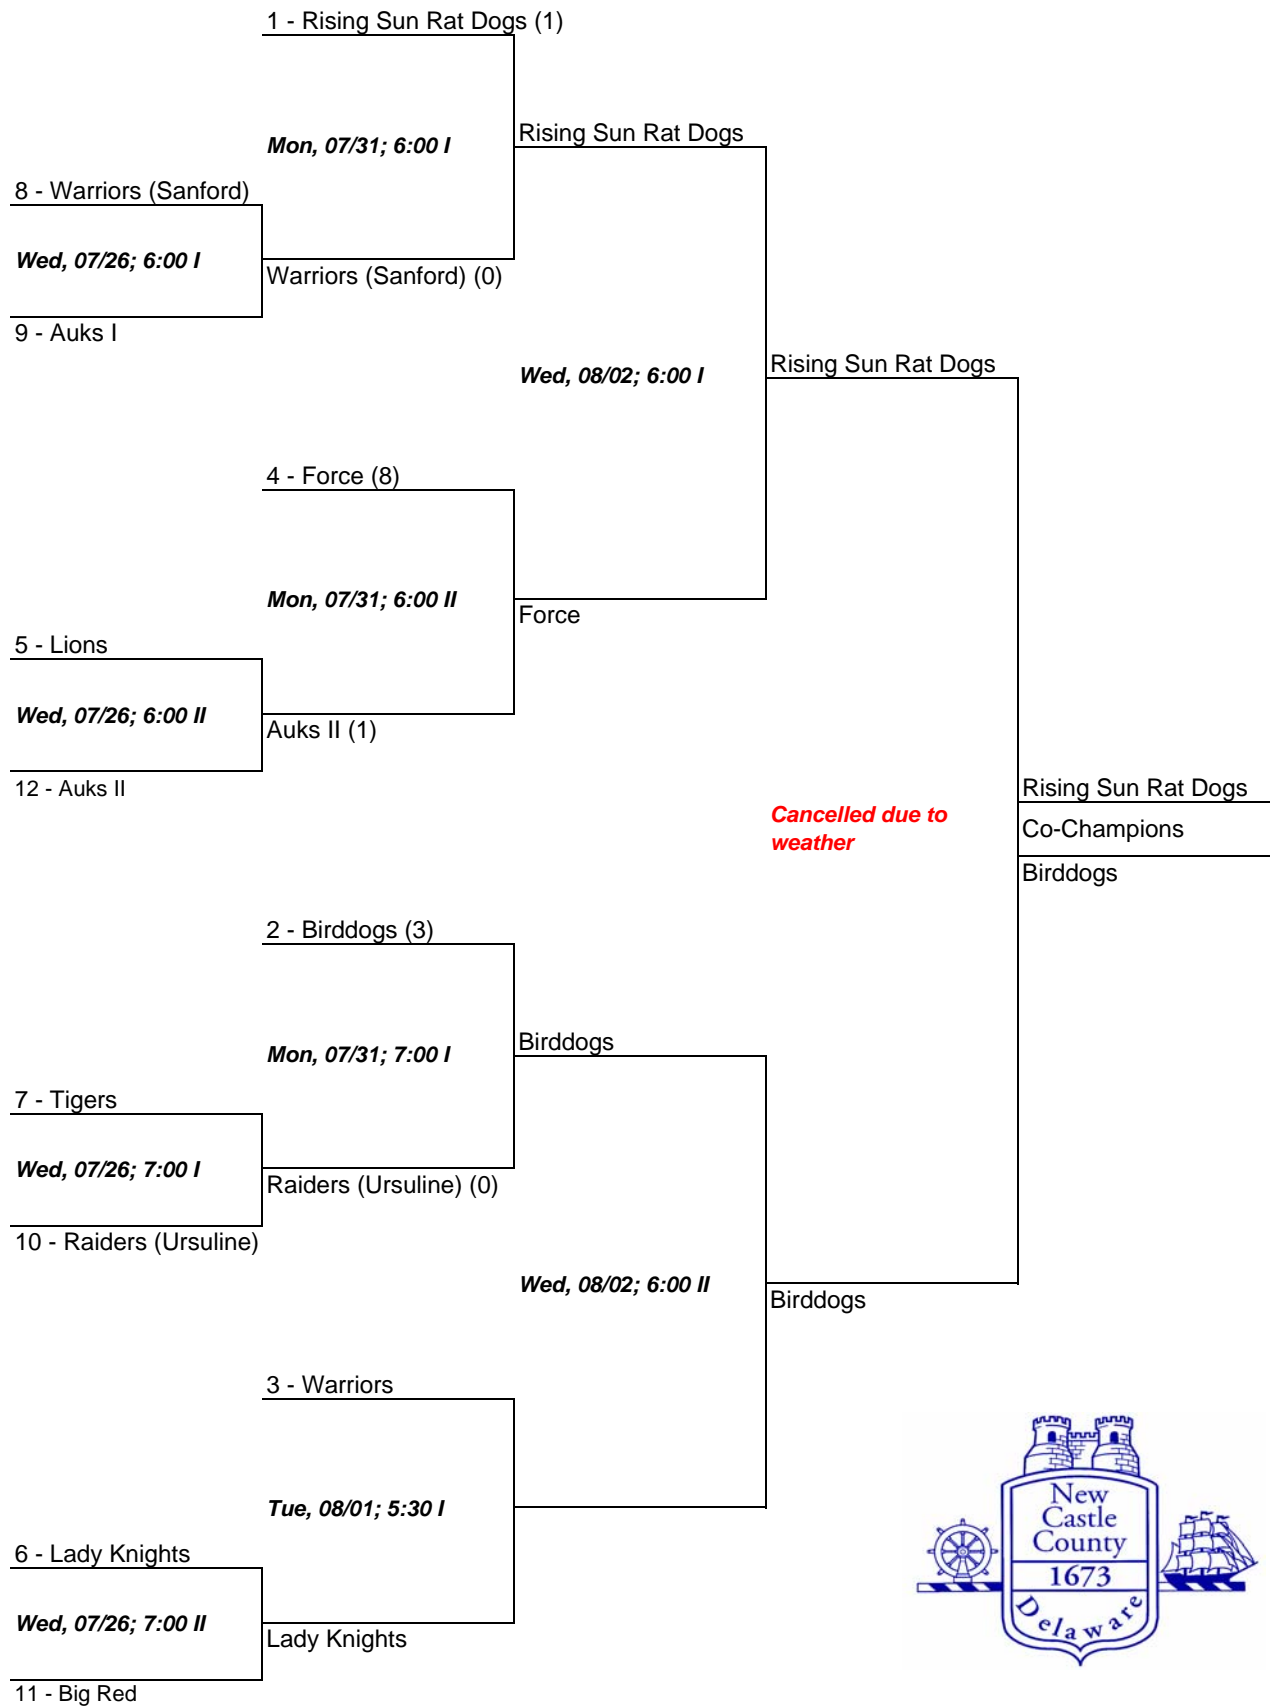 1 - Rising Sun Rat Dogs (1)
Mon, 07/31; 6:00 I
Rising Sun Rat Dogs
8 - Warriors (Sanford)
Wed, 07/26; 6:00 I
Warriors (Sanford) (0)
9 - Auks I
Wed, 08/02; 6:00 I
Rising Sun Rat Dogs
4 - Force (8)
Mon, 07/31; 6:00 II
Force
5 - Lions
Wed, 07/26; 6:00 II
Auks II (1)
12 - Auks II
Cancelled due to
weather
Rising Sun Rat Dogs
Co-Champions
Birddogs
2 - Birddogs (3)
Mon, 07/31; 7:00 I
Birddogs
7 - Tigers
Wed, 07/26; 7:00 I
Raiders (Ursuline) (0)
10 - Raiders (Ursuline)
Wed, 08/02; 6:00 II
Birddogs
3 - Warriors
Tue, 08/01; 5:30 I
6 - Lady Knights
Wed, 07/26; 7:00 II
Lady Knights
11 - Big Red
New
Castle
County
1673
Delaware